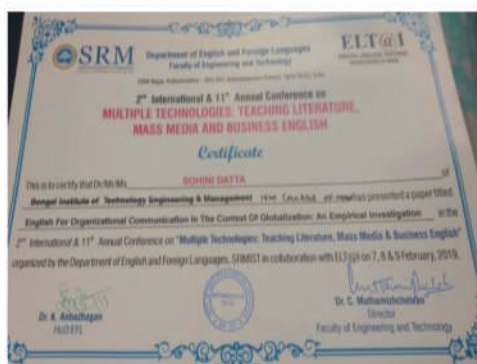 SRM
Department of English and Foreign Languages
Faculty of Engineering and Technology
ELT@I
2nd International & 11th Annual Conference on
MULTIPLE TECHNOLOGIES: TEACHING LITERATURE,
MASS MEDIA AND BUSINESS ENGLISH
Certificate
This is to certify that Dr/Mr/Ms SOHINI DATTA of
Bengal Institute of Technology Engineering & Management has presented a paper titled
English For Organizational Communication in The Context Of Globalization: An Empirical Investigation in the
2nd International & 11th Annual Conference on "Multiple Technologies: Teaching Literature, Mass Media & Business English"
organized by the Department of English and Foreign Languages, SRMIST in collaboration with ELT@I on 7, 8 & 9 February, 2019.
Dr. K. Anbazhagan
HoD EFL
Dr. C. Muthamizhchelvan
Director
Faculty of Engineering and Technology